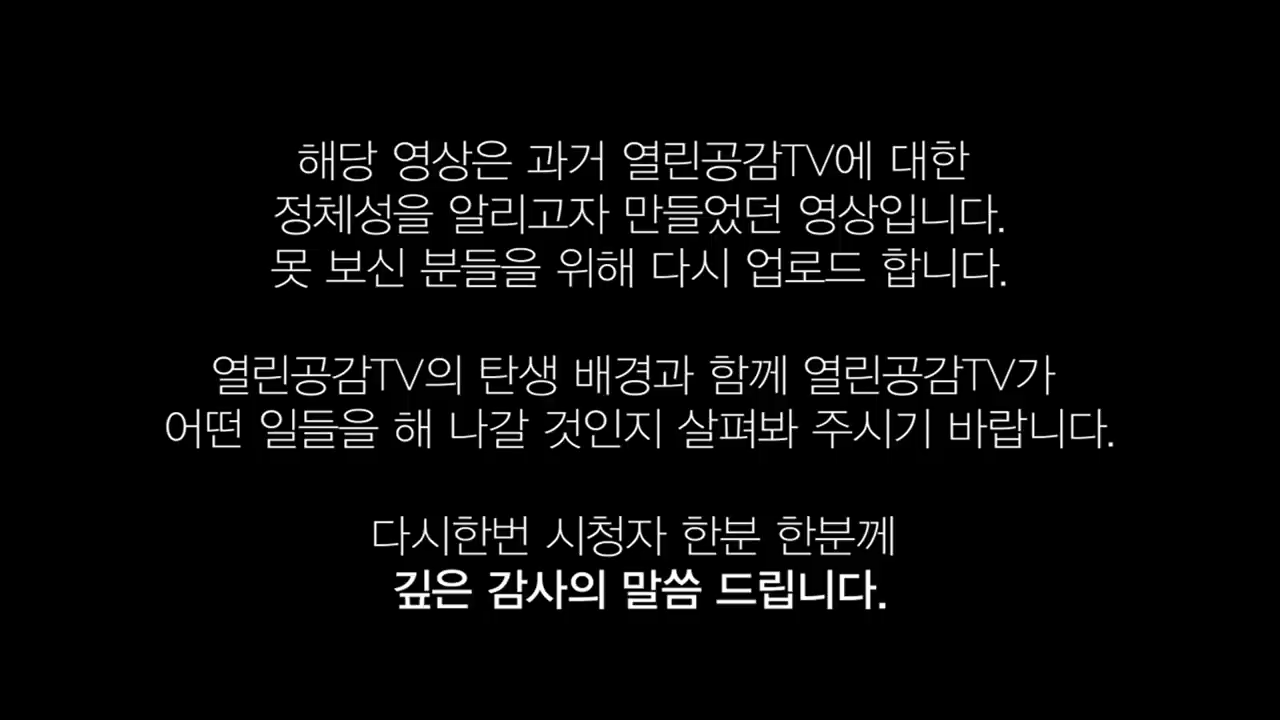 해당 영상은 과거 열린공감TV에 대한
정체성을 알리고자 만들었던 영상입니다.
못 보신 분들을 위해 다시 업로드 합니다.
열린공감TV의 탄생 배경과 함께 열린공감TV가
어떤 일들을 해 나갈 것인지 살펴봐 주시기 바랍니다.
다시한번 시청자 한분 한분께
깊은 감사의 말씀 드립니다.